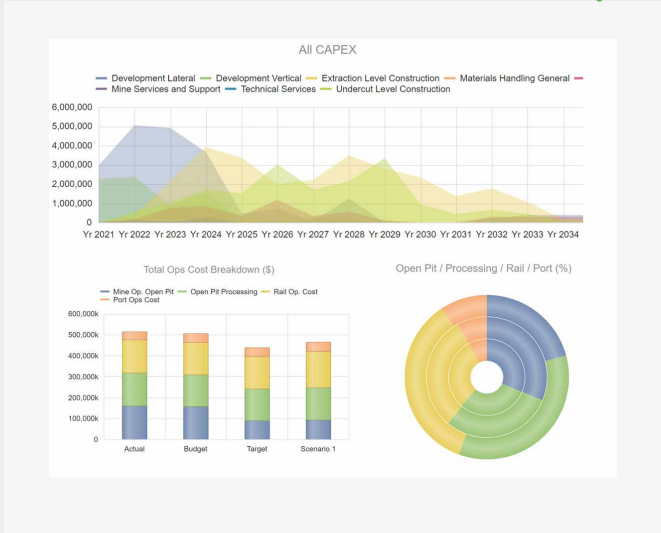 All CAPEX
Development Lateral Development Vertical Extraction Level Construction Materials Handling General
Mine Services and Support Technical Services Undercut Level Construction
6,000,000
5,000,000
4,000,000
3,000,000
2,000,000
1,000,000
0
Yr 2021 Yr 2022 Yr 2023 Yr 2024 Yr 2025 Yr 2026 Yr 2027 Yr 2028 Yr 2029 Yr 2030 Yr 2031 Yr 2032 Yr 2033 Yr 2034
Total Ops Cost Breakdown ($)
Mine Op. Open Pit Open Pit Processing Rail Op. Cost
Port Ops Cost
600,000k
500,000k
400,000k
300,000k
200,000k
100,000k
0
Actual Budget Target Scenario 1
Open Pit / Processing / Rail / Port (%)